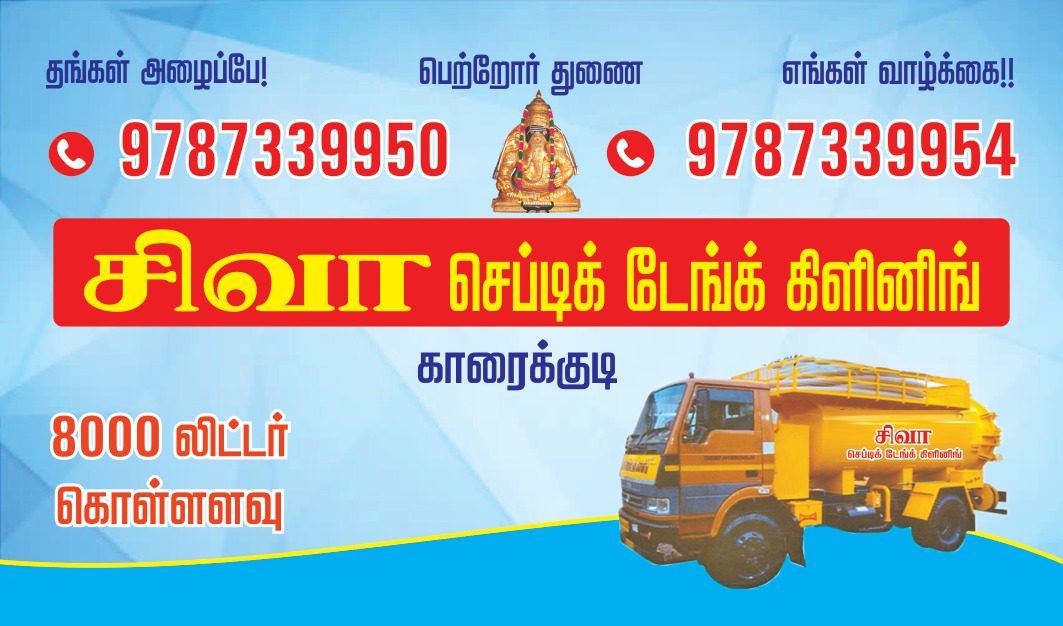 தங்கள் அழைப்பே! பெற்றோர் துணை எங்கள் வாழ்க்கை!!
9787339950 9787339954
சிவா செப்டிக் டேங்க் கிளினிங்
காரைக்குடி
8000 லிட்டர்
கொள்ளளவு
சிவா
செப்டிக் டேங்க் கிளினிங்